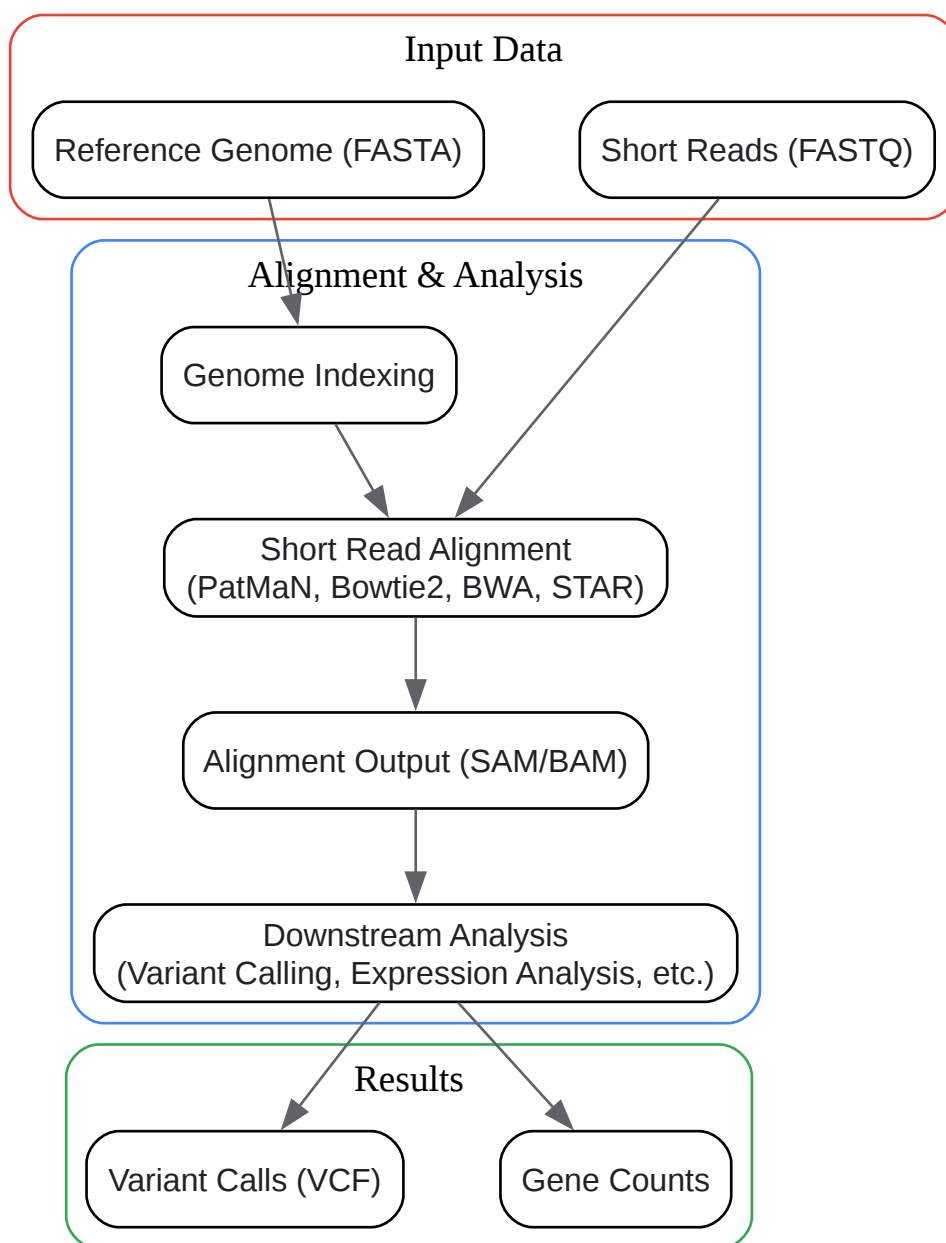 Input Data
Reference Genome (FASTA)
Short Reads (FASTQ)
Alignment & Analysis
Genome Indexing
Short Read Alignment
(PatMaN, Bowtie2, BWA, STAR)
Alignment Output (SAM/BAM)
Downstream Analysis
(Variant Calling, Expression Analysis, etc.)
Results
Variant Calls (VCF)
Gene Counts